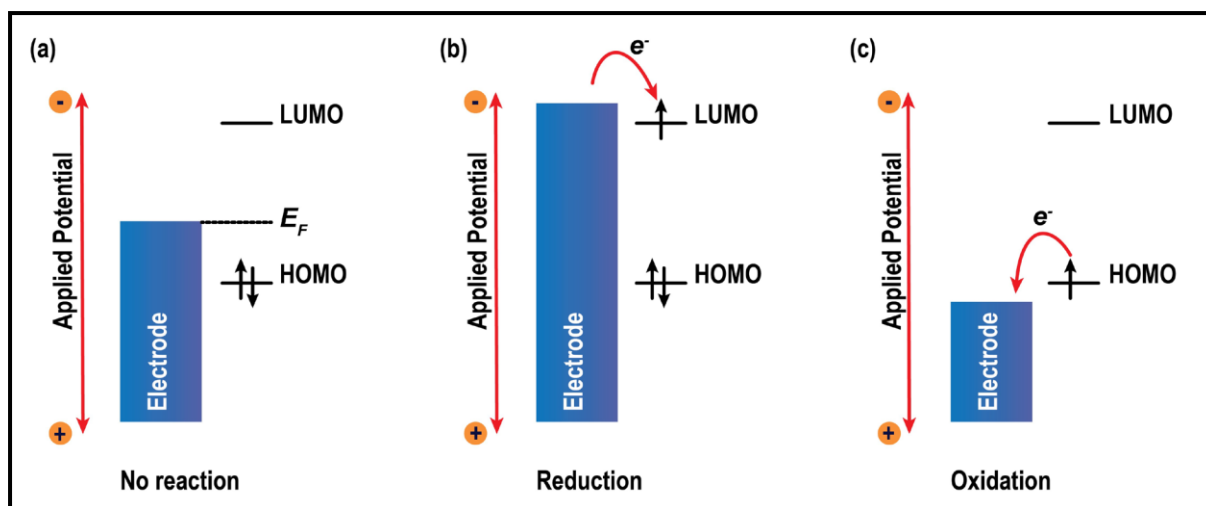 (a)
-
LUMO
Applied Potential
E_F
HOMO
Electrode
+
No reaction
(b)
e-
-
LUMO
Applied Potential
HOMO
Electrode
+
Reduction
(c)
-
LUMO
Applied Potential
e-
HOMO
Electrode
+
Oxidation